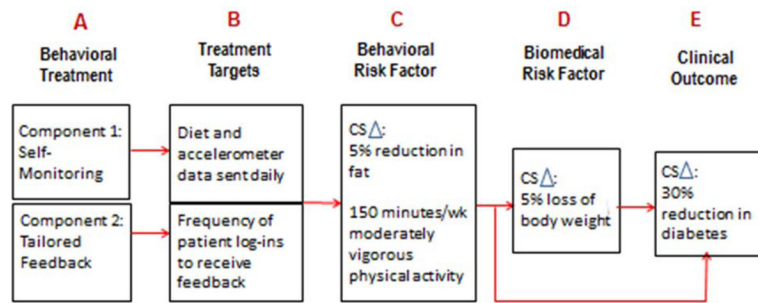 A
B
C
D
E
Behavioral
Treatment
Treatment
Targets
Behavioral
Risk Factor
Biomedical
Risk Factor
Clinical
Outcome
Component 1:
Self-
Monitoring
Component 2:
Tailored
Feedback
Diet and
accelerometer
data sent daily
Frequency of
patient log-ins
to receive
feedback
CS△:
5% reduction in
fat
150 minutes/wk
moderately
vigorous
physical activity
CS△:
5% loss of
body weight
CS△:
30%
reduction in
diabetes